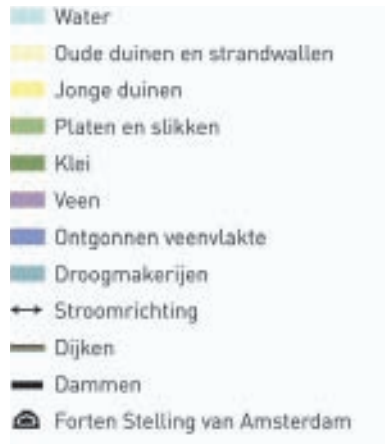 Water
Oude duinen en strandwallen
Jonge duinen
Platen en slikken
Klei
Veen
Ontgonnen veenvlakte
Droogmakerijen
Stroomrichting
Dijken
Dammen
Forten Stelling van Amsterdam